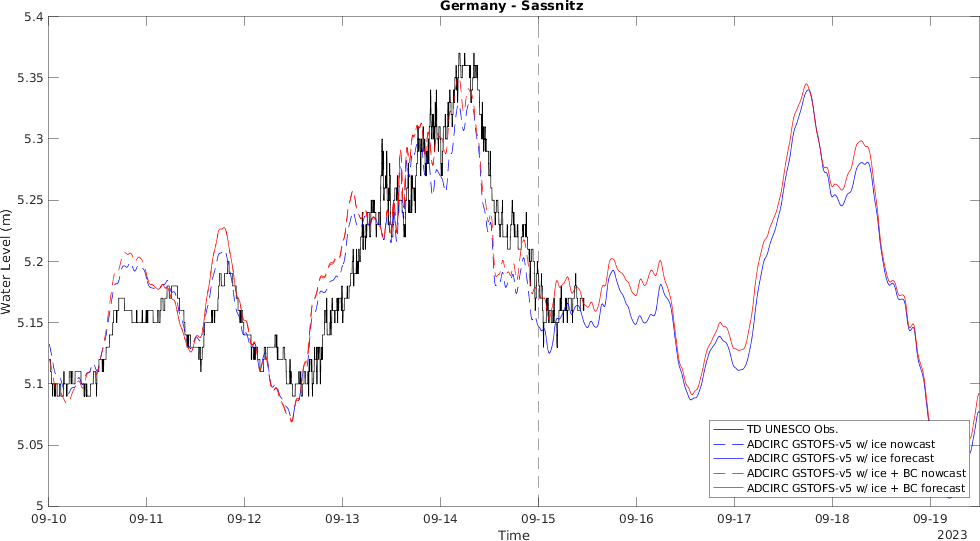 Germany - Sassnitz
5.4
5.35
5.3
5.25
5.2
5.15
5.1
5.05
5
Water Level (m)
09-10 09-11 09-12 09-13 09-14 09-15 09-16 09-17 09-18 09-19
Time
2023
TD UNESCO Obs.
ADCIRC GSTOFS-v5 w/ ice nowcast
ADCIRC GSTOFS-v5 w/ ice forecast
ADCIRC GSTOFS-v5 w/ ice + BC nowcast
ADCIRC GSTOFS-v5 w/ ice + BC forecast